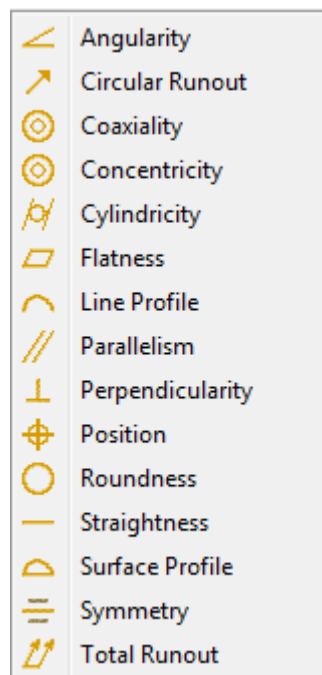 Angularity
Circular Runout
Coaxiality
Concentricity
Cylindricity
Flatness
Line Profile
Parallelism
Perpendicularity
Position
Roundness
Straightness
Surface Profile
Symmetry
Total Runout